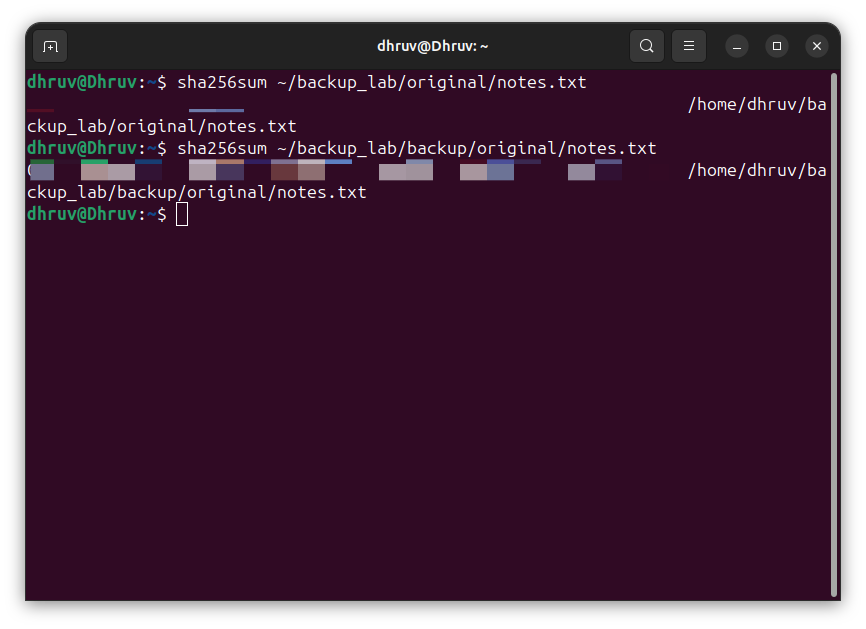 dhruv@Dhruv: ~
dhruv@Dhruv:~$ sha256sum ~/backup_lab/original/notes.txt
/home/dhruv/ba
ckup_lab/original/notes.txt
dhruv@Dhruv:~$ sha256sum ~/backup_lab/backup/original/notes.txt
/home/dhruv/ba
ckup_lab/backup/original/notes.txt
dhruv@Dhruv:~$